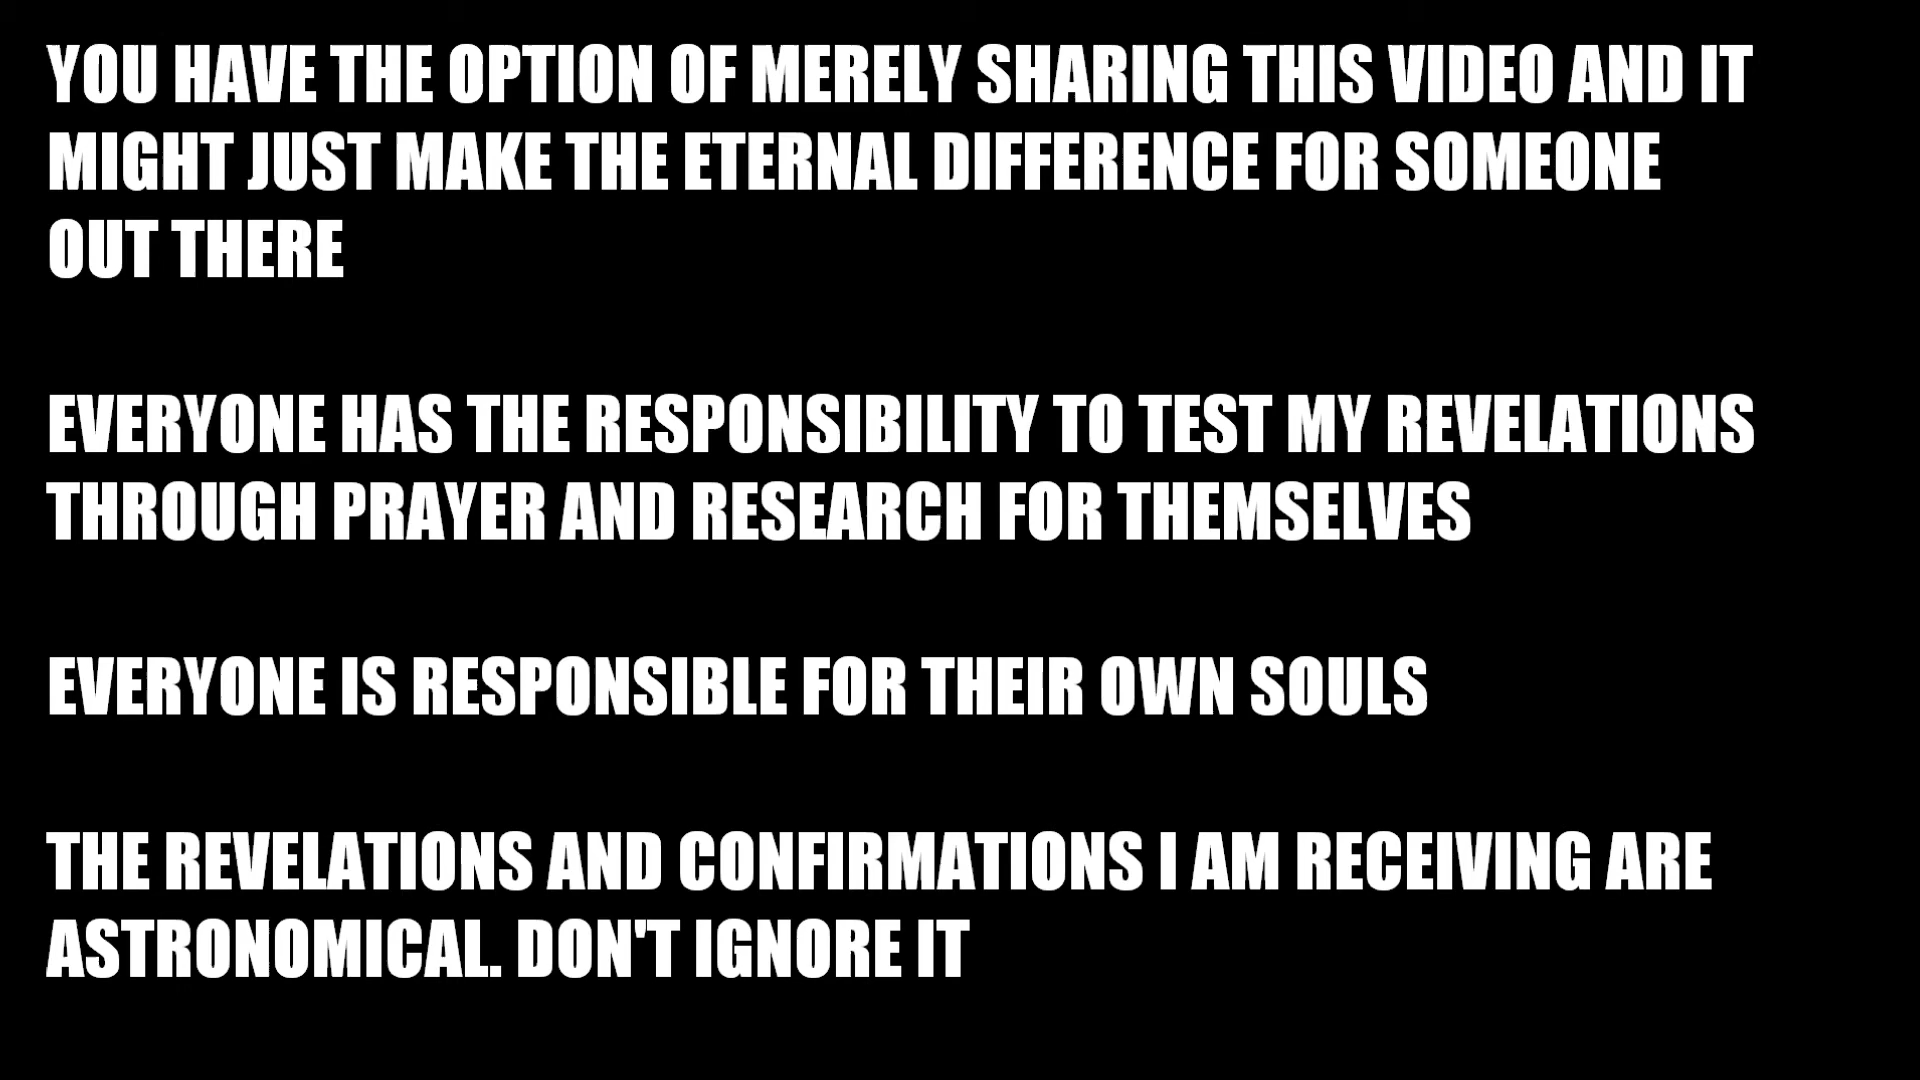 YOU HAVE THE OPTION OF MERELY SHARING THIS VIDEO AND IT
MIGHT JUST MAKE THE ETERNAL DIFFERENCE FOR SOMEONE
OUT THERE
EVERYONE HAS THE RESPONSIBILITY TO TEST MY REVELATIONS
THROUGH PRAYER AND RESEARCH FOR THEMSELVES
EVERYONE IS RESPONSIBLE FOR THEIR OWN SOULS
THE REVELATIONS AND CONFIRMATIONS I AM RECEIVING ARE
ASTRONOMICAL. DON'T IGNORE IT